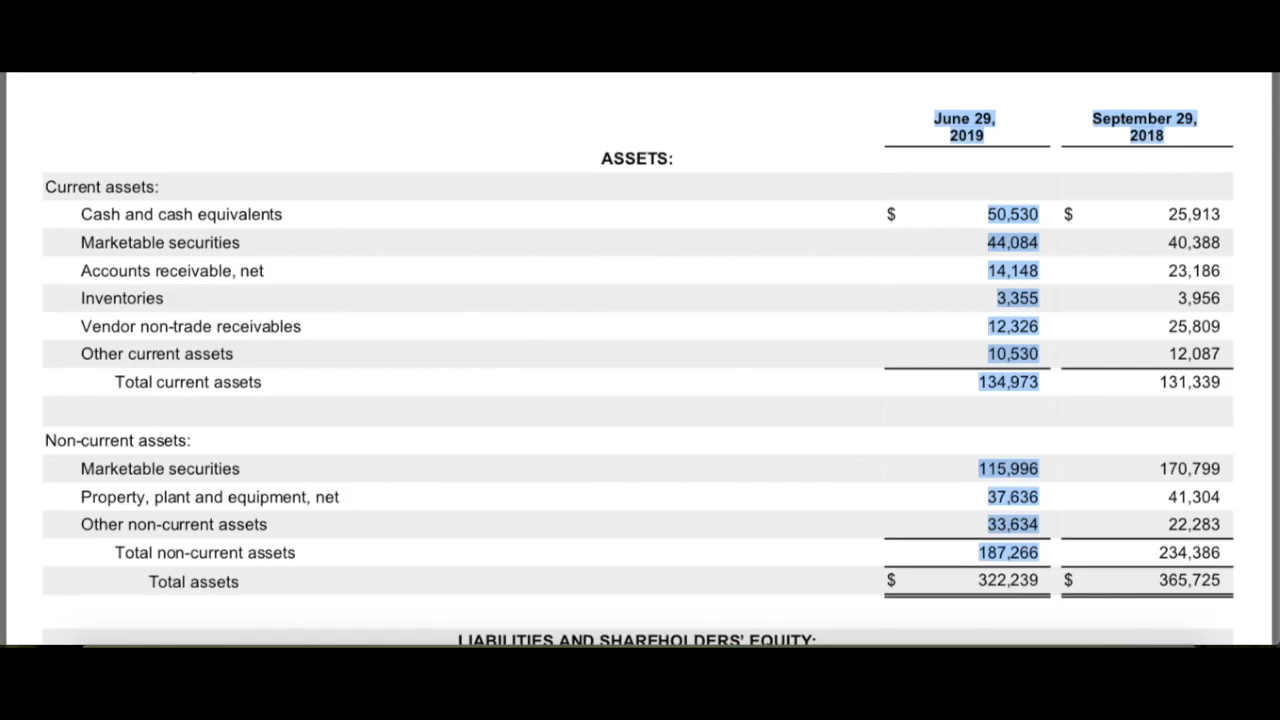 June 29, September 29,
2019 2018
ASSETS:
Current assets:
Cash and cash equivalents $ 50,530 $ 25,913
Marketable securities 44,084 40,388
Accounts receivable, net 14,148 23,186
Inventories 3,355 3,956
Vendor non-trade receivables 12,326 25,809
Other current assets 10,530 12,087
Total current assets 134,973 131,339
Non-current assets:
Marketable securities 115,996 170,799
Property, plant and equipment, net 37,636 41,304
Other non-current assets 33,634 22,283
Total non-current assets 187,266 234,386
Total assets $ 322,239 $ 365,725
LIABILITIES AND SHAREHOLDERS' EQUITY: